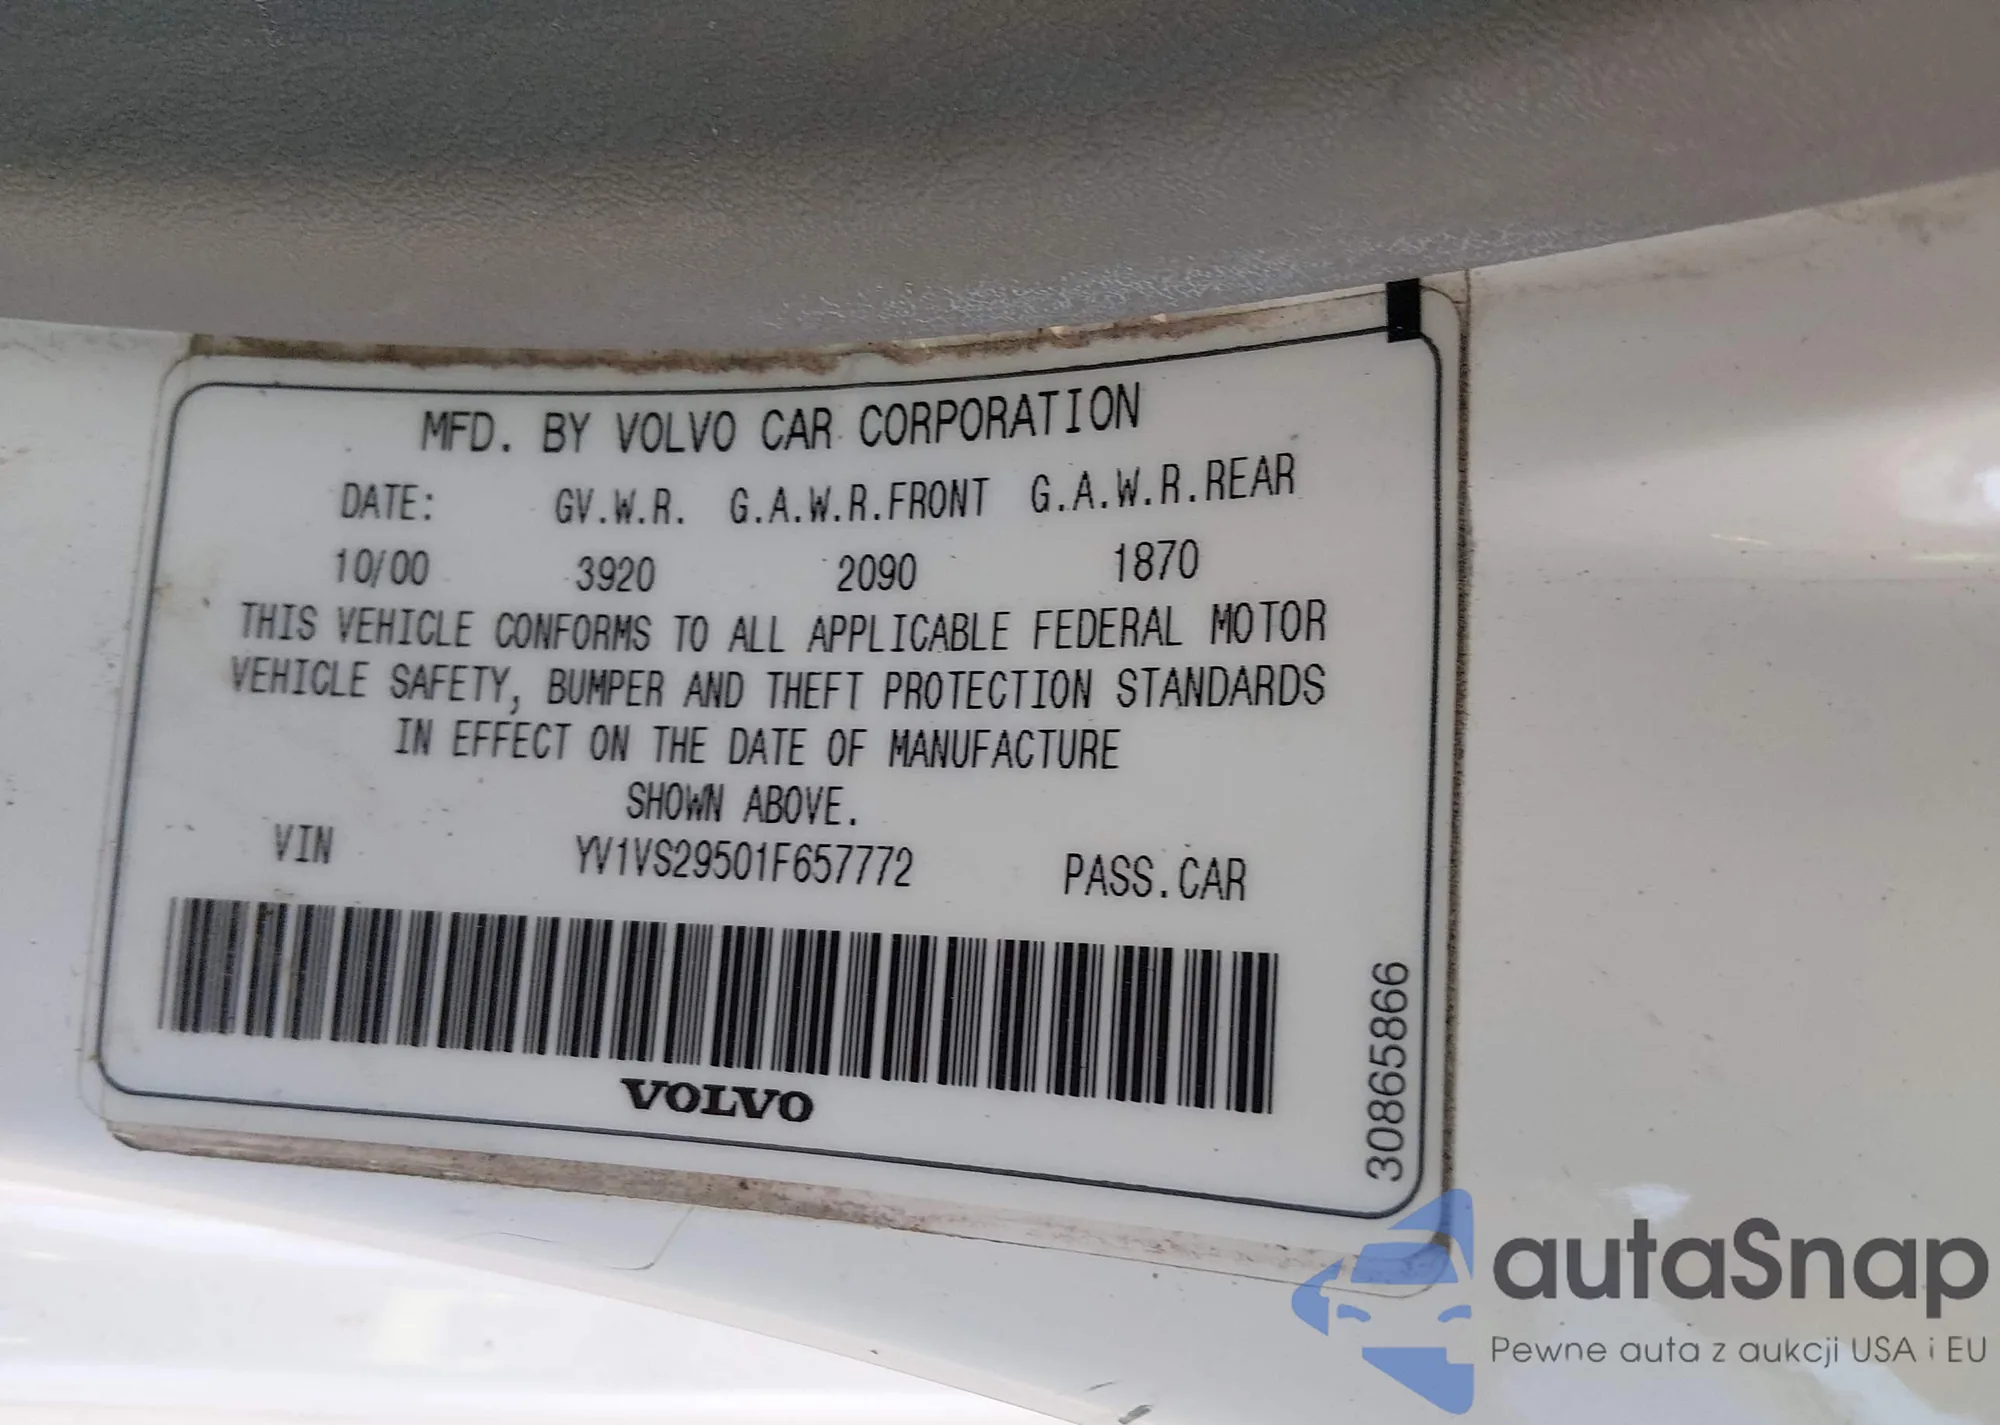 MFD. BY VOLVO CAR CORPORATION
DATE: GV.W.R. G.A.W.R.FRONT G.A.W.R.REAR
10/00 3920 2090 1870
THIS VEHICLE CONFORMS TO ALL APPLICABLE FEDERAL MOTOR
VEHICLE SAFETY, BUMPER AND THEFT PROTECTION STANDARDS
IN EFFECT ON THE DATE OF MANUFACTURE
SHOWN ABOVE.
VIN YV1VS29501F657772 PASS.CAR
VOLVO
30865866
autaSnap
Pewne auta z aukcji USA i EU